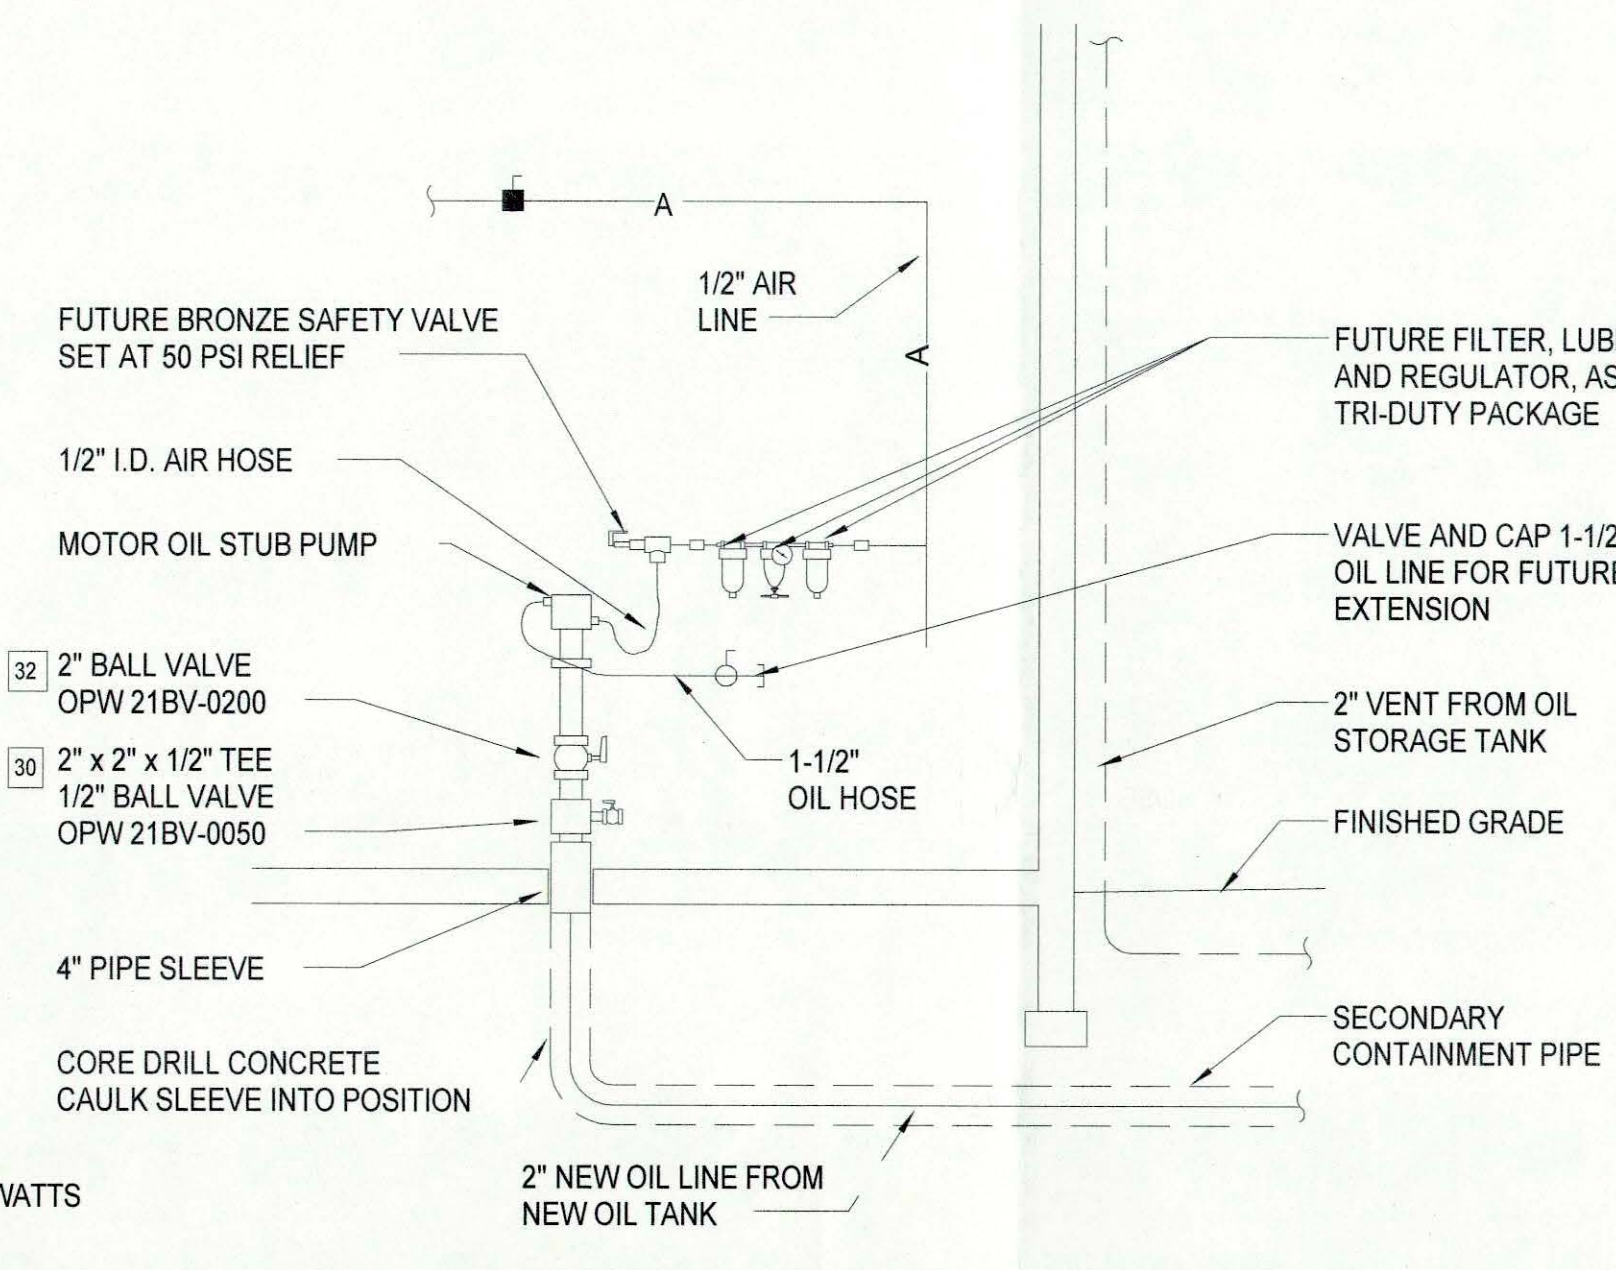 A
1/2" AIR
LINE
A
FUTURE BRONZE SAFETY VALVE
SET AT 50 PSI RELIEF
1/2" I.D. AIR HOSE
MOTOR OIL STUB PUMP
32
2" BALL VALVE
OPW 21BV-0200
30
2" x 2" x 1/2" TEE
1/2" BALL VALVE
OPW 21BV-0050
4" PIPE SLEEVE
CORE DRILL CONCRETE
CAULK SLEEVE INTO POSITION
WATTS
2" NEW OIL LINE FROM
NEW OIL TANK
1-1/2"
OIL HOSE
FUTURE FILTER,
AND REGULATOR, AS
TRI-DUTY PACKAGE
VALVE AND CAP 1-1/2
OIL LINE FOR FUTURE
EXTENSION
2" VENT FROM OIL
STORAGE TANK
FINISHED GRADE
SECONDARY
CONTAINMENT PIPE